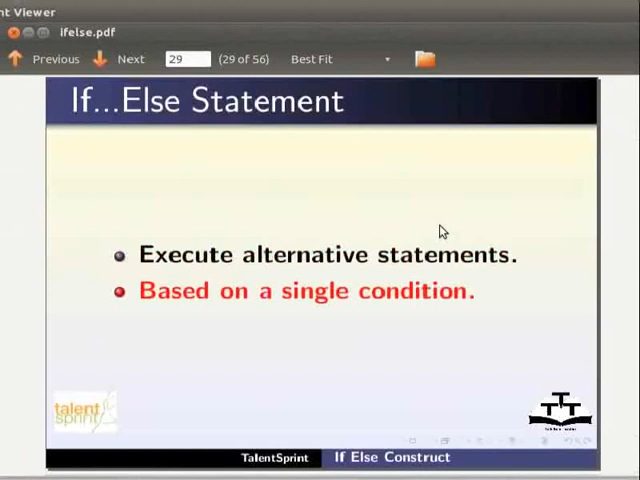 nt Viewer
ifelse.pdf
Previous Next 29 (29 of 56) Best Fit
If...Else Statement
Execute alternative statements.
Based on a single condition.
talent
sprint
TTT
TalentSprint If Else Construct